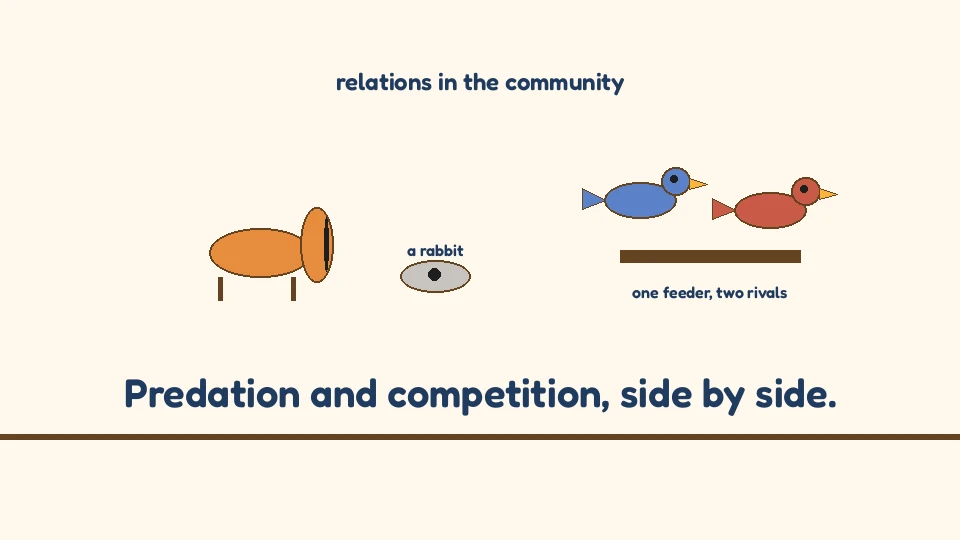 relations in the community
a rabbit
one feeder, two rivals
Predation and competition, side by side.